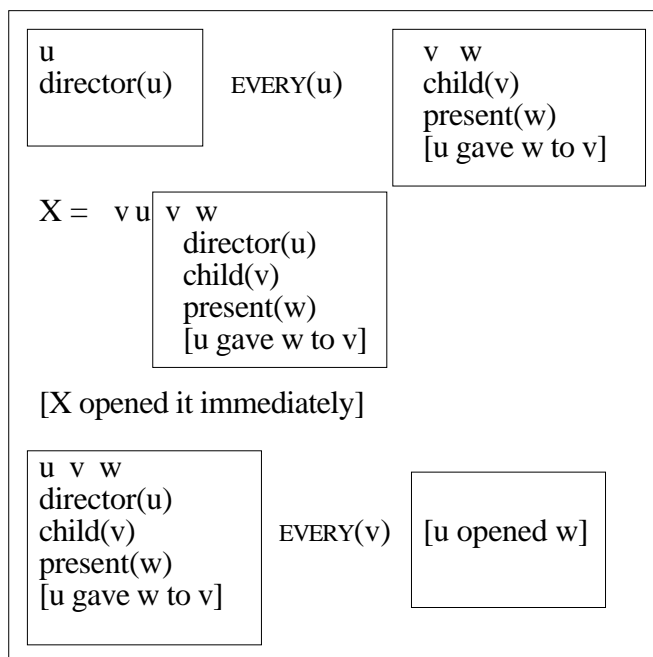 u
director(u)
EVERY(u)
v w
child(v)
present(w)
[u gave w to v]
X = v u v w
director(u)
child(v)
present(w)
[u gave w to v]
[X opened it immediately]
u v w
director(u)
child(v)
present(w)
[u gave w to v]
EVERY(v)
[u opened w]